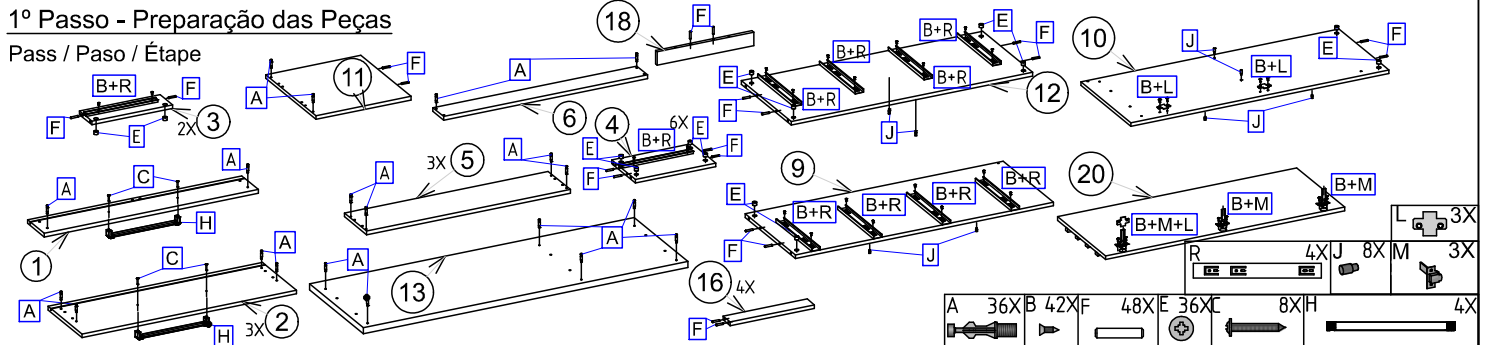 1º Passo - Preparação das Peças
Pass / Paso / Étape
B+R F F E 2X 3
A 11 F
A 6
18 F
E B+R B+R B+R B+R E F F 12 J
10 J E F B+L B+L J
A C A H 1
3X 5 A A
4 6X B+R E E F F
9 E B+R B+R B+R B+R F J
20 B+M+L B+M B+M
A C A H 3X 2
13 A A
16 4X F
L 3X
R 4X J 8X M 3X
A 36X B 42X F 48X E 36X C 8X H 4X